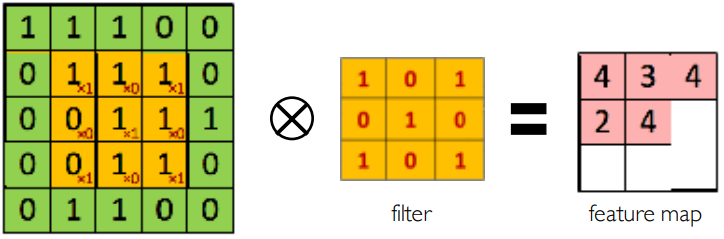 1 1 1 0 0
0 1×1 1×0 1×1 0
0 0×0 1×1 1×0 1
0 0×1 1×0 1×1 0
0 1 1 0 0
1 0 1
0 1 0
1 0 1
=
4 3 4
2 4
filter
feature map